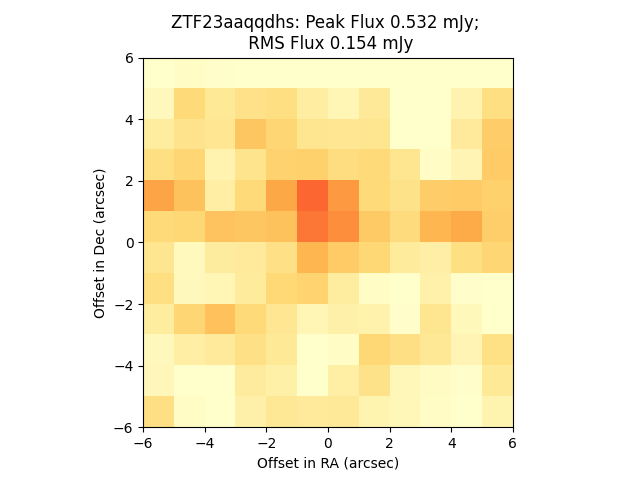 ZTF23aaqqdhs: Peak Flux 0.532 mJy;
RMS Flux 0.154 mJy
6
4
2
0
−2
−4
−6
Offset in Dec (arcsec)
−6 −4 −2 0 2 4 6
Offset in RA (arcsec)